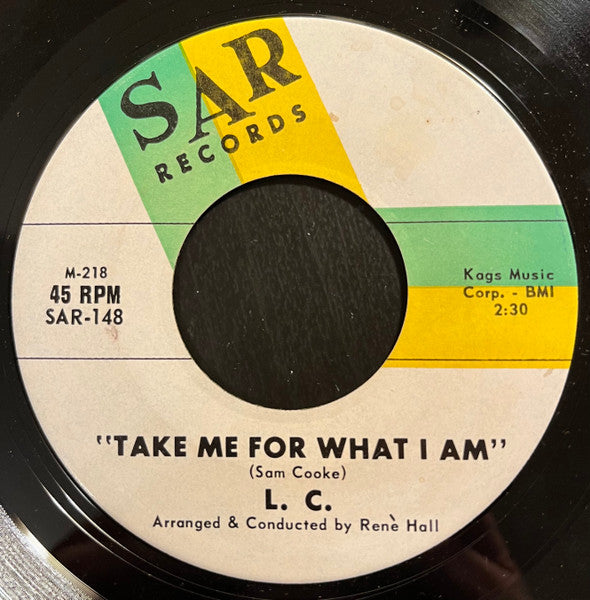 SAR
RECORDS
M-218
45 RPM
SAR-148
Kags Music
Corp. - BMI
2:30
"TAKE ME FOR WHAT I AM"
(Sam Cooke)
L. C.
Arranged & Conducted by Renè Hall